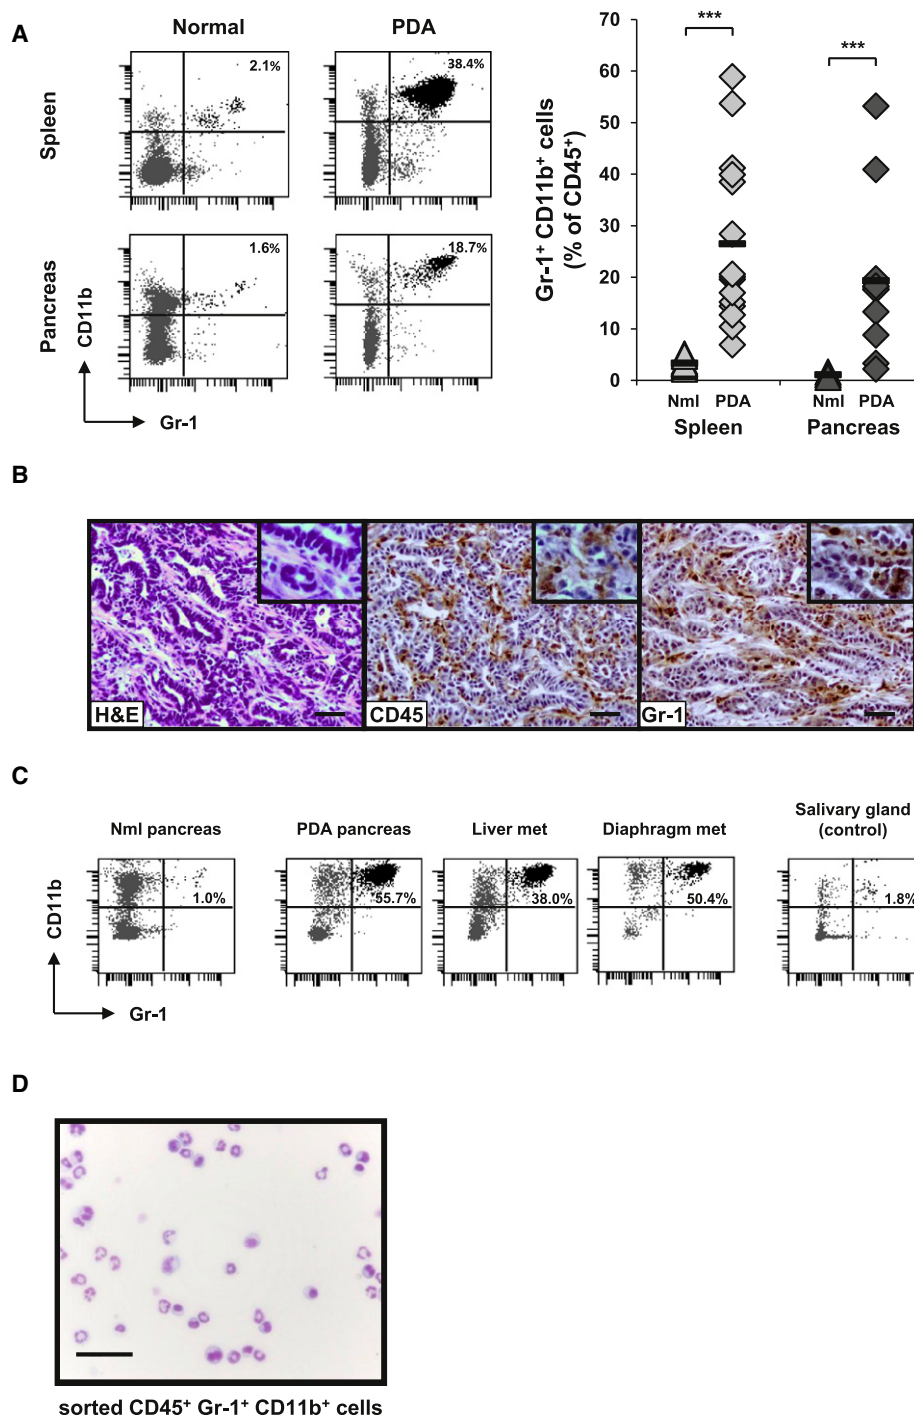 A
Normal
PDA
Spleen
2.1%
38.4%
Pancreas
1.6%
18.7%
CD11b
Gr-1
Gr-1⁺ CD11b⁺ cells
(% of CD45⁺)
70
60
50
40
30
20
10
0
***
***
Nml PDA Nml PDA
Spleen Pancreas
B
H&E
CD45
Gr-1
C
Nml pancreas
PDA pancreas
Liver met
Diaphragm met
Salivary gland
(control)
1.0%
55.7%
38.0%
50.4%
1.8%
CD11b
Gr-1
D
sorted CD45⁺ Gr-1⁺ CD11b⁺ cells